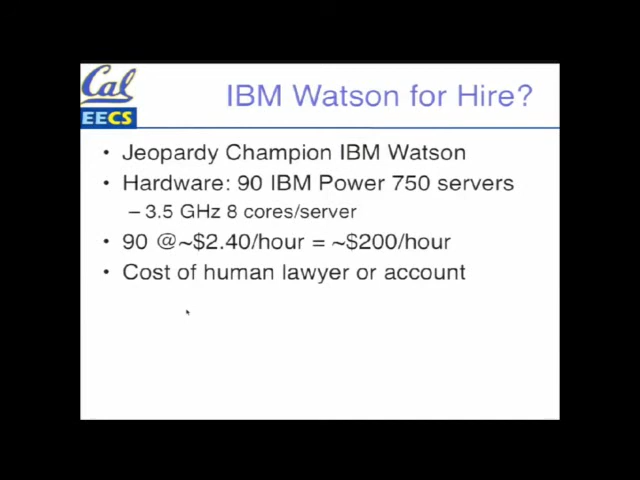 Cal
EECS
IBM Watson for Hire?
• Jeopardy Champion IBM Watson
• Hardware: 90 IBM Power 750 servers
– 3.5 GHz 8 cores/server
• 90 @~$2.40/hour = ~$200/hour
• Cost of human lawyer or account